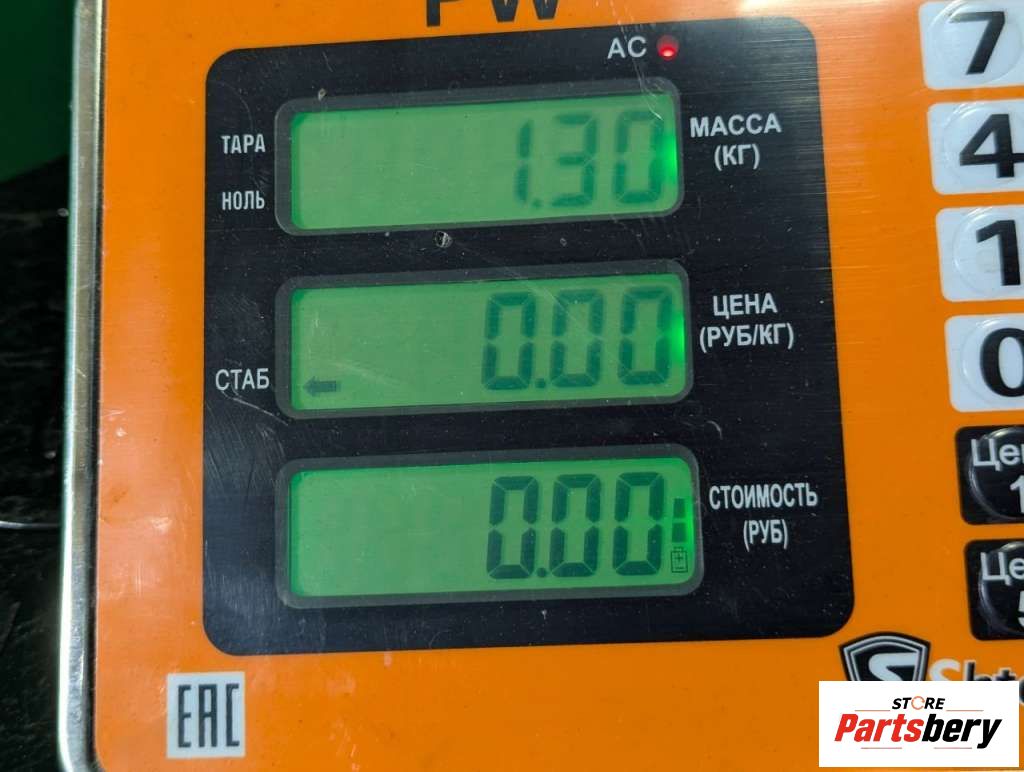 PW
AC
ТАРА
НОЛЬ
1.30
МАССА
(КГ)
СТАБ
0.00
ЦЕНА
(РУБ/КГ)
0.00
СТОИМОСТЬ
(РУБ)
7
4
1
0
EAC
STORE
Partsbery